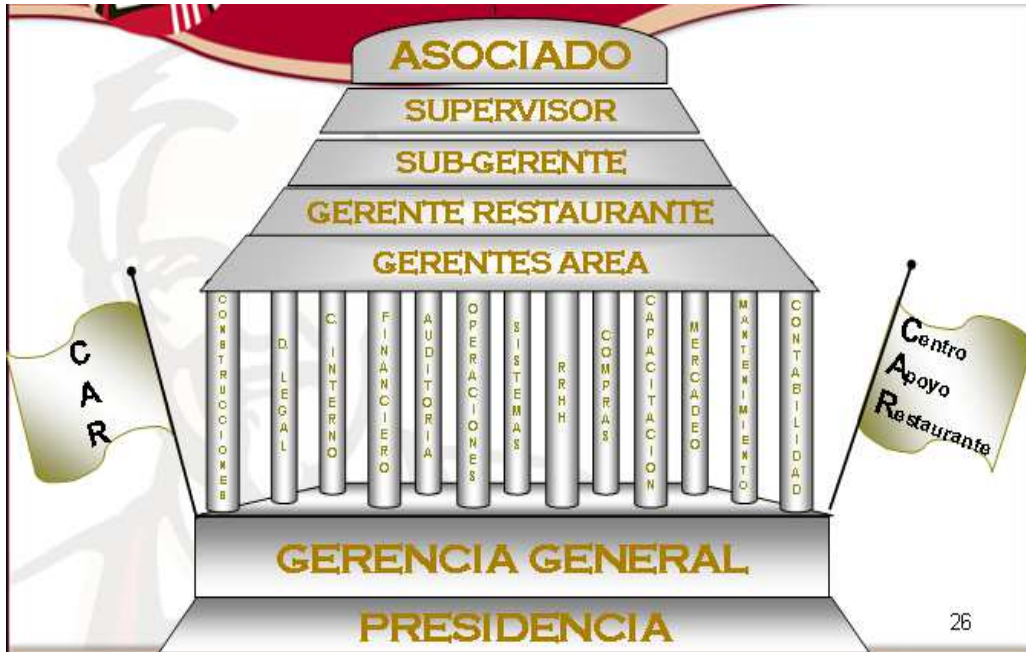 ASOCIADO
SUPERVISOR
SUB-GERENTE
GERENTE RESTAURANTE
GERENTES AREA
CAR
CONSTRUCCIONES
D. LEGAL
C. INTERNO
FINANCIERO
AUDITORIA
OPERACIONES
SISTEMAS
RRHH
COMPRAS
CAPACITACION
MERCADEO
MANTENIMIENTO
CONTABILIDAD
Centro
Apoyo
Restaurante
GERENCIA GENERAL
PRESIDENCIA
26